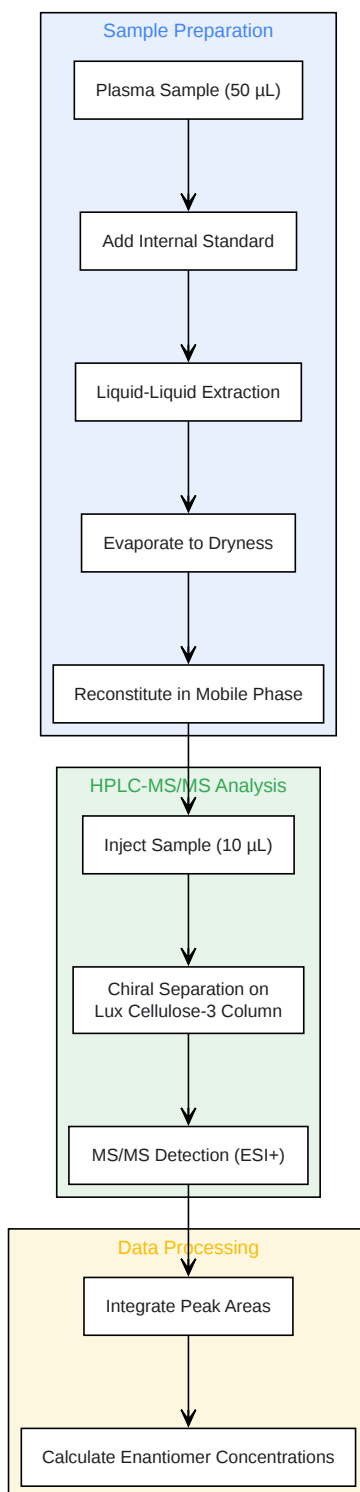 Sample Preparation
Plasma Sample (50 µL)
Add Internal Standard
Liquid-Liquid Extraction
Evaporate to Dryness
Reconstitute in Mobile Phase
HPLC-MS/MS Analysis
Inject Sample (10 µL)
Chiral Separation on
Lux Cellulose-3 Column
MS/MS Detection (ESI+)
Data Processing
Integrate Peak Areas
Calculate Enantiomer Concentrations